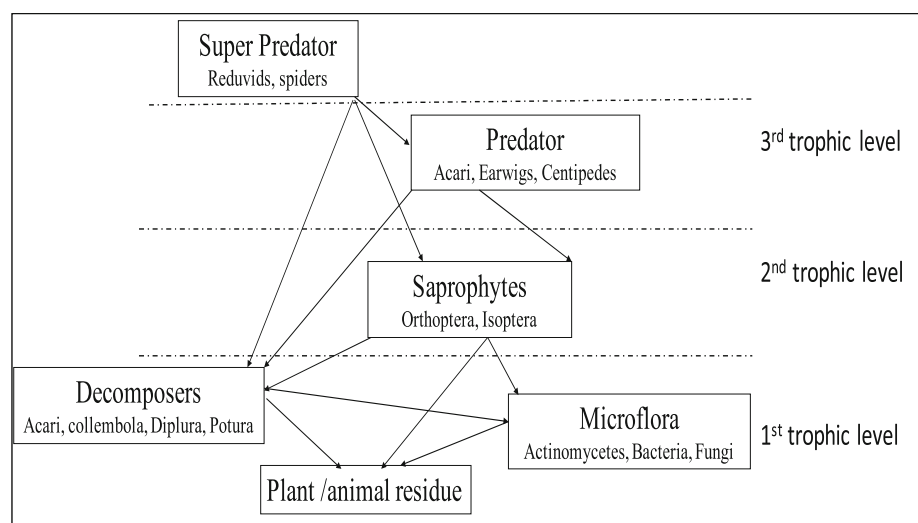 Super Predator
Reduvids, spiders
Predator
Acari, Earwigs, Centipedes
3rd trophic level
Saprophytes
Orthoptera, Isoptera
2nd trophic level
Decomposers
Acari, collembola, Diplura, Potura
Microflora
Actinomycetes, Bacteria, Fungi
1st trophic level
Plant /animal residue